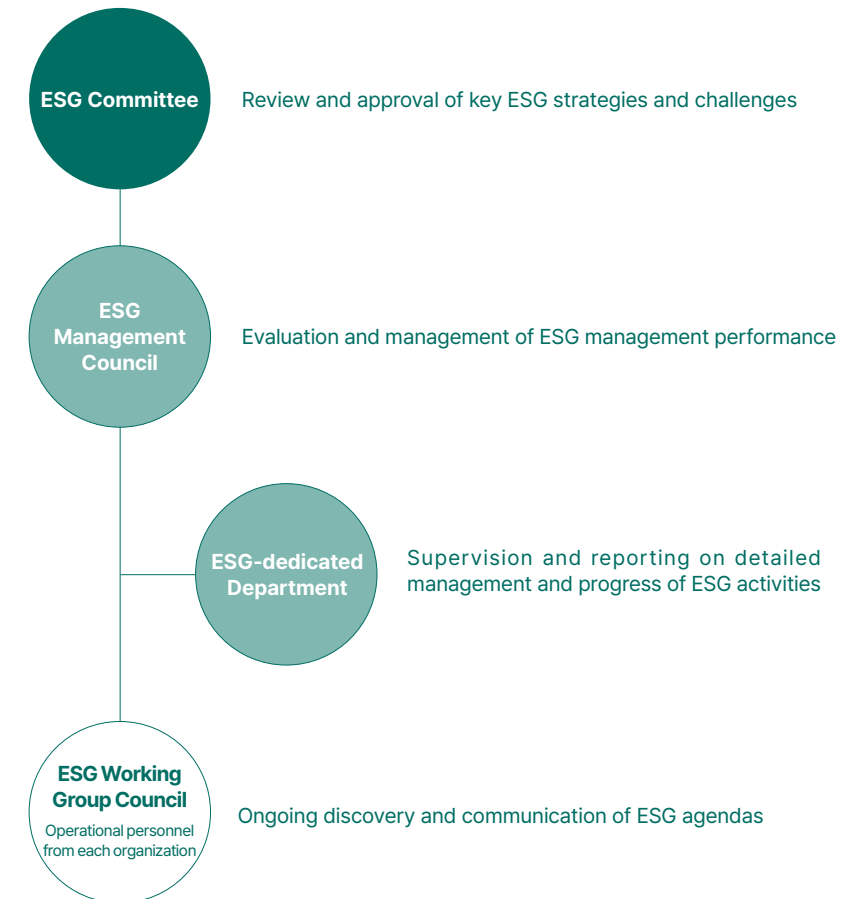 ESG Committee
Review and approval of key ESG strategies and challenges
ESG
Management
Council
Evaluation and management of ESG management performance
ESG-dedicated
Department
Supervision and reporting on detailed
management and progress of ESG activities
ESG Working
Group Council
Operational personnel
from each organization
Ongoing discovery and communication of ESG agendas